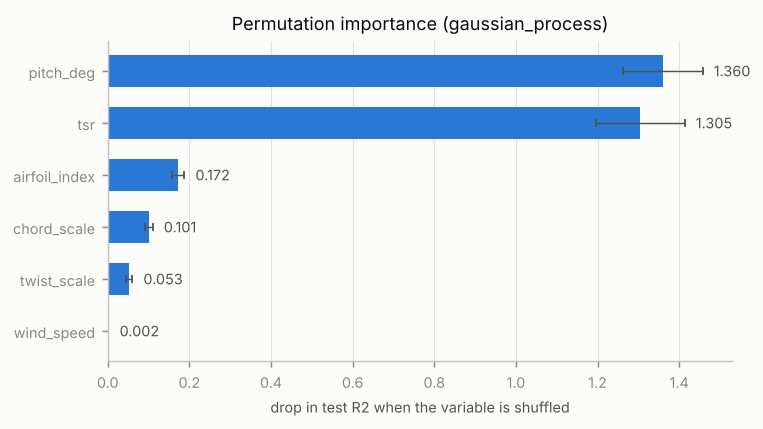 Permutation importance (gaussian_process)
pitch_deg 1.360
tsr 1.305
airfoil_index 0.172
chord_scale 0.101
twist_scale 0.053
wind_speed 0.002
0.0 0.2 0.4 0.6 0.8 1.0 1.2 1.4
drop in test R2 when the variable is shuffled